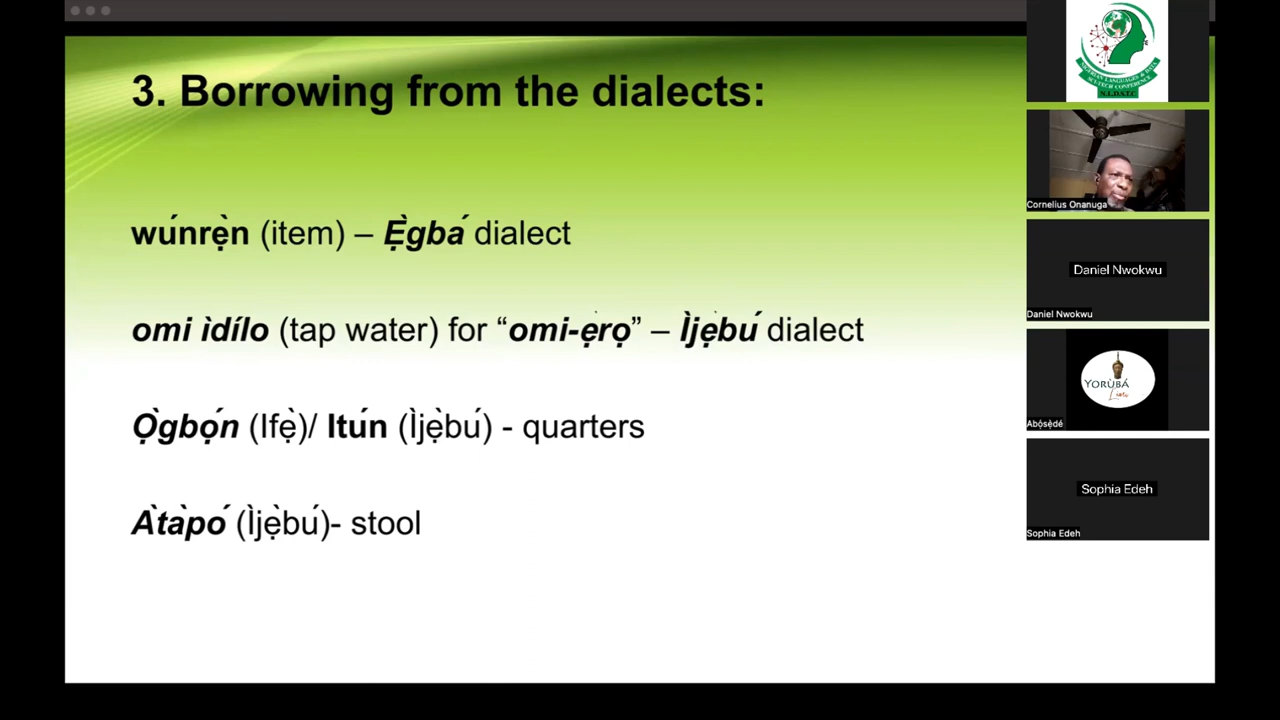 3. Borrowing from the dialects:
wúnrẹ̀n (item) – Ẹ̀gbá dialect
omi ìdílo (tap water) for “omi-ẹ̀rọ” – Ìjẹ̀bú dialect
Ọ̀gbọ́n (Ifẹ̀)/ Itún (Ìjẹ̀bú) - quarters
Àtàpó (Ìjẹ̀bú)- stool
Cornelius Onanuga
Daniel Nwokwu
Daniel Nwokwu
YORÙBÁ
Abọ́sẹ̀dé
Sophia Edeh
Sophia Edeh